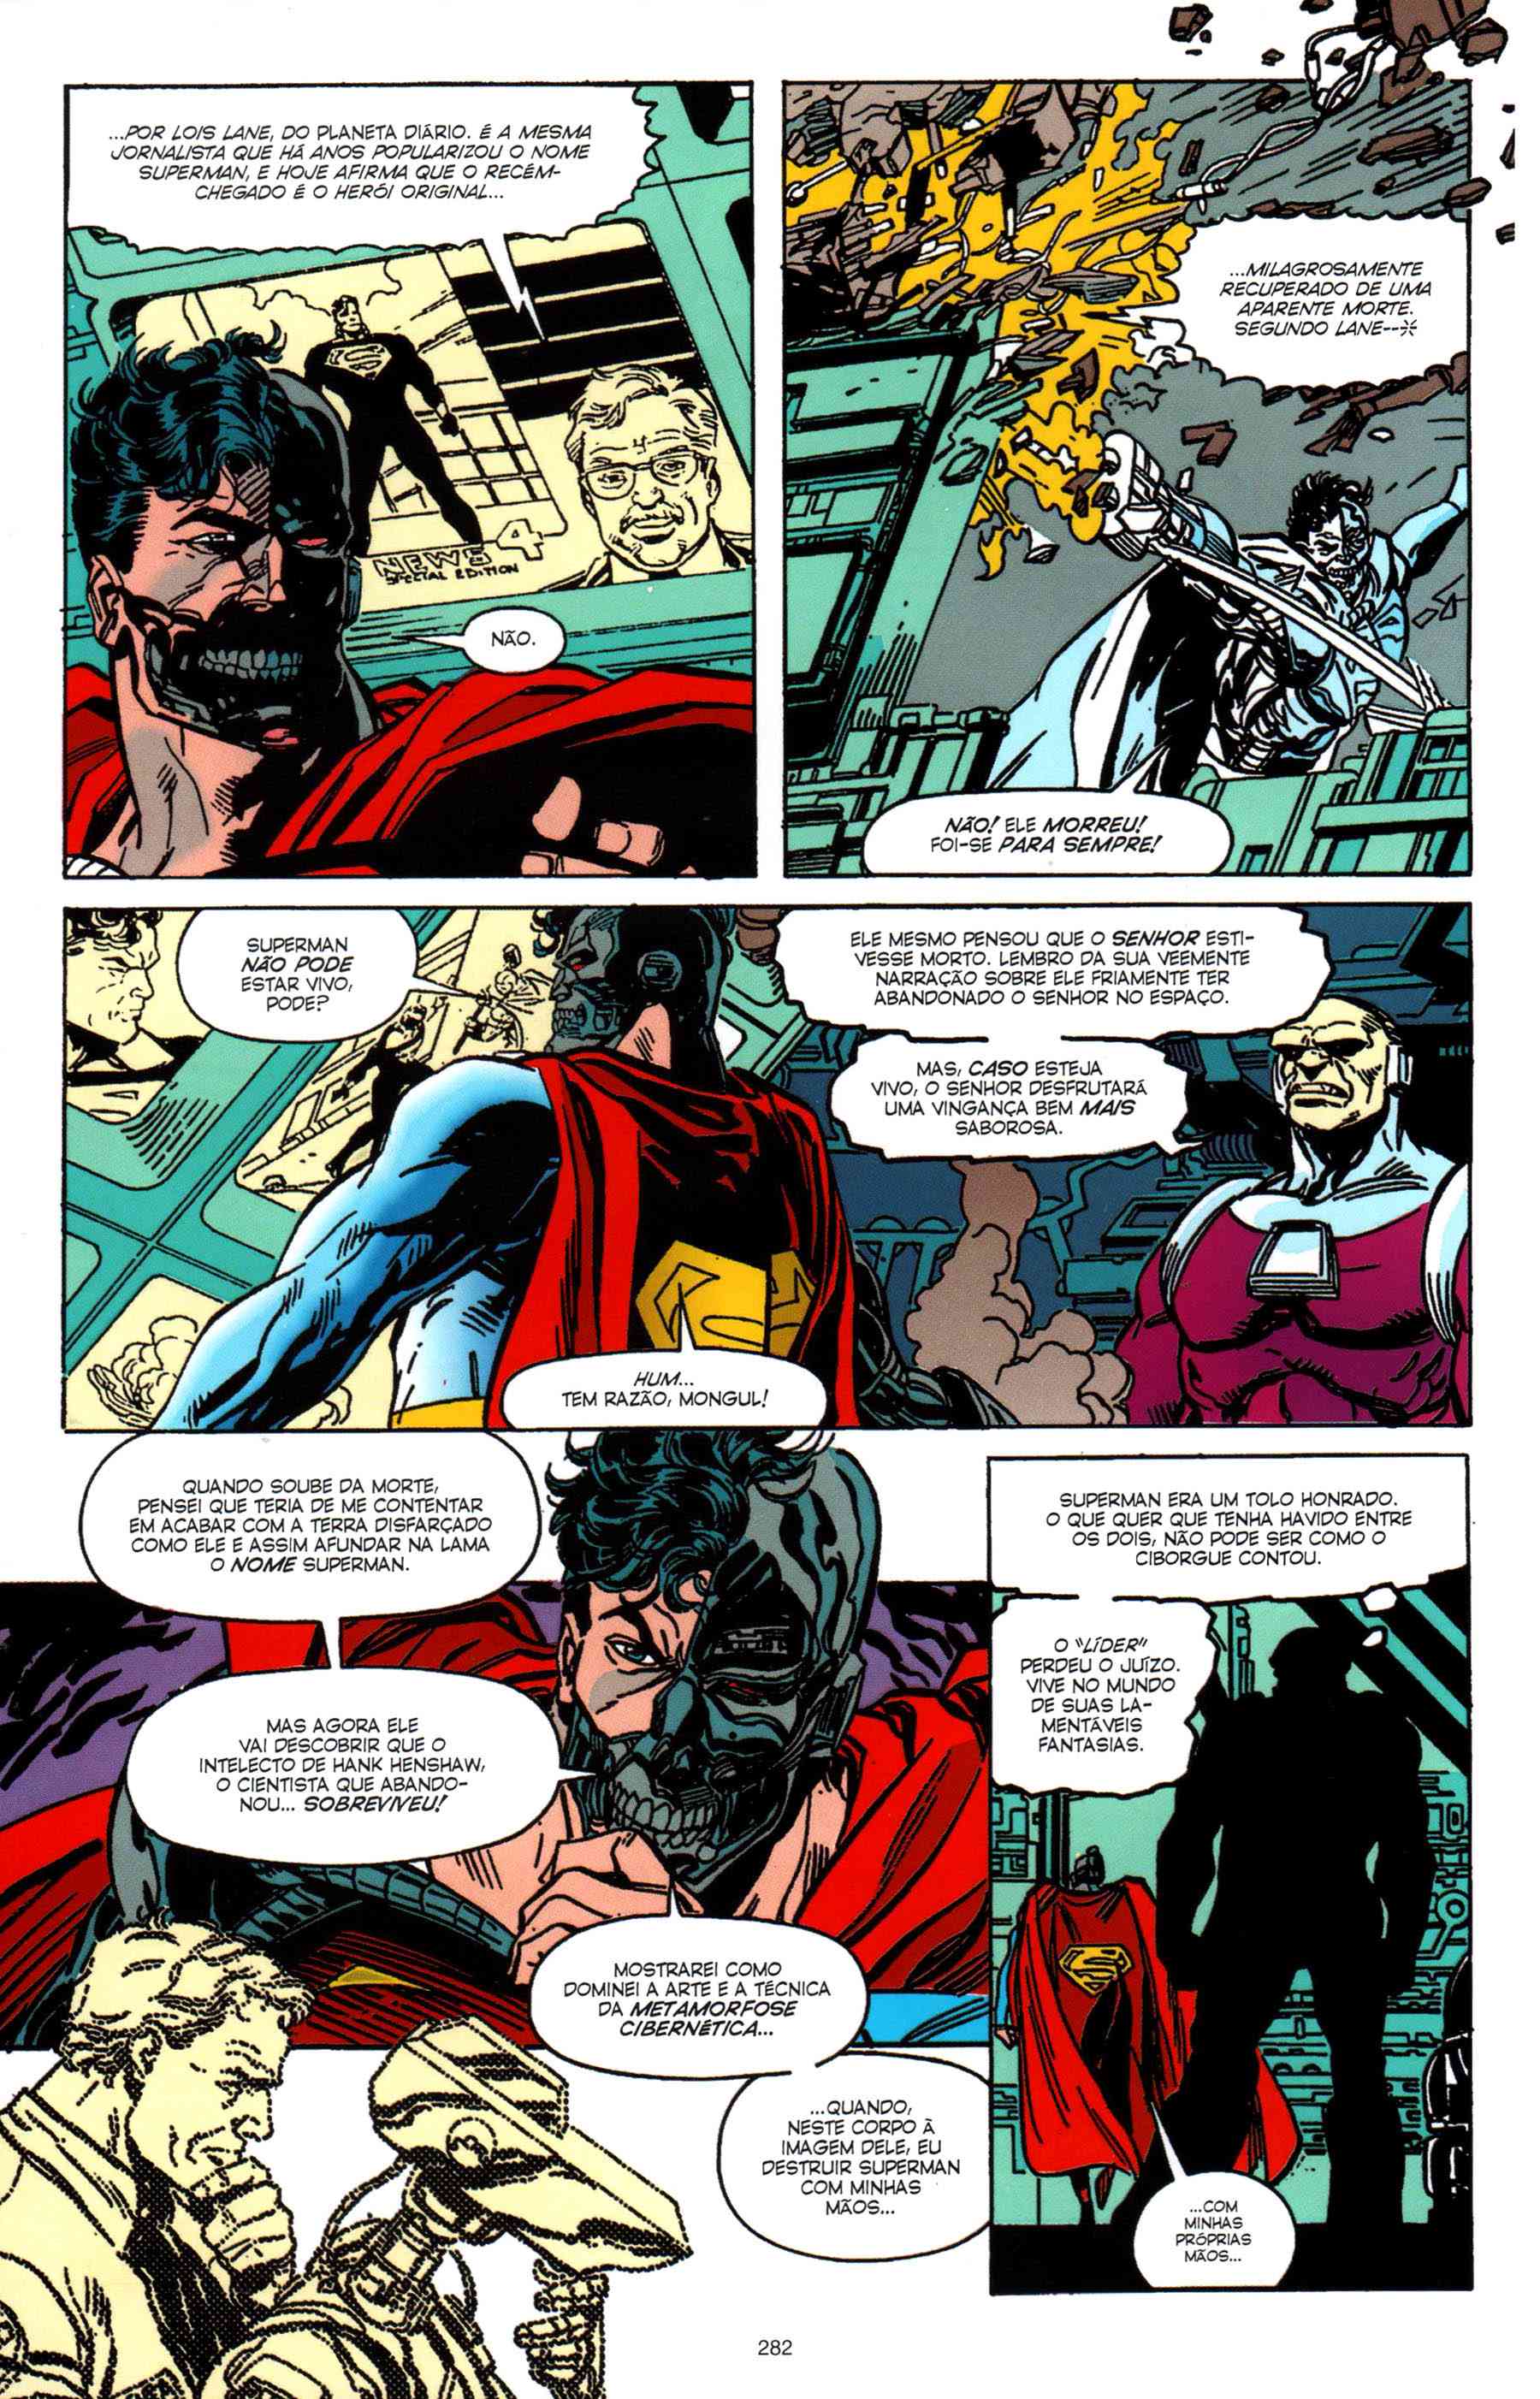 ...POR LOIS LANE, DO PLANETA DIÁRIO. É A MESMA
JORNALISTA QUE HÁ ANOS POPULARIZOU O NOME
SUPERMAN, E HOJE AFIRMA QUE O RECÉM-
CHEGADO É O HERÓI ORIGINAL...
NEWS 4
SPECIAL EDITION
NÃO.
...MILAGROSAMENTE
RECUPERADO DE UMA
APARENTE MORTE.
SEGUNDO LANE--
NÃO! ELE MORREU!
FOI-SE PARA SEMPRE!
SUPERMAN
NÃO PODE
ESTAR VIVO,
PODE?
ELE MESMO PENSOU QUE O SENHOR ESTI-
VESSE MORTO. LEMBRO DA SUA VEEMENTE
NARRAÇÃO SOBRE ELE FRIAMENTE TER
ABANDONADO O SENHOR NO ESPAÇO.
MAS, CASO ESTEJA
VIVO, O SENHOR DESFRUTARÁ
UMA VINGANÇA BEM MAIS
SABOROSA.
HUM...
TEM RAZÃO, MONGUL!
QUANDO SOUBE DA MORTE,
PENSEI QUE TERIA DE ME CONTENTAR
EM ACABAR COM A TERRA DISFARÇADO
COMO ELE E ASSIM AFUNDAR NA LAMA
O NOME SUPERMAN.
MAS AGORA ELE
VAI DESCOBRIR QUE O
INTELECTO DE HANK HENSHAW,
O CIENTISTA QUE ABANDO-
NOU... SOBREVIVEU!
MOSTRAREI COMO
DOMINEI A ARTE E A TÉCNICA
DA METAMORFOSE
CIBERNÉTICA...
...QUANDO,
NESTE CORPO À
IMAGEM DELE, EU
DESTRUIR SUPERMAN
COM MINHAS
MÃOS...
SUPERMAN ERA UM TOLO HONRADO.
O QUE QUER QUE TENHA HAVIDO ENTRE
OS DOIS, NÃO PODE SER COMO O
CIBORGUE CONTOU.
O "LÍDER"
PERDEU O JUÍZO.
VIVE NO MUNDO
DE SUAS LA-
MENTÁVEIS
FANTASIAS.
...COM
MINHAS
PRÓPRIAS
MÃOS...
282